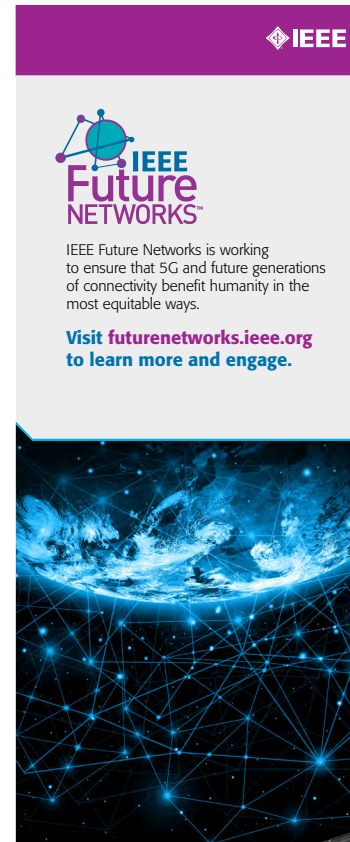 IEEE
IEEE
Future
NETWORKS™
IEEE Future Networks is working
to ensure that 5G and future generations
of connectivity benefit humanity in the
most equitable ways.
Visit futurenetworks.ieee.org
to learn more and engage.